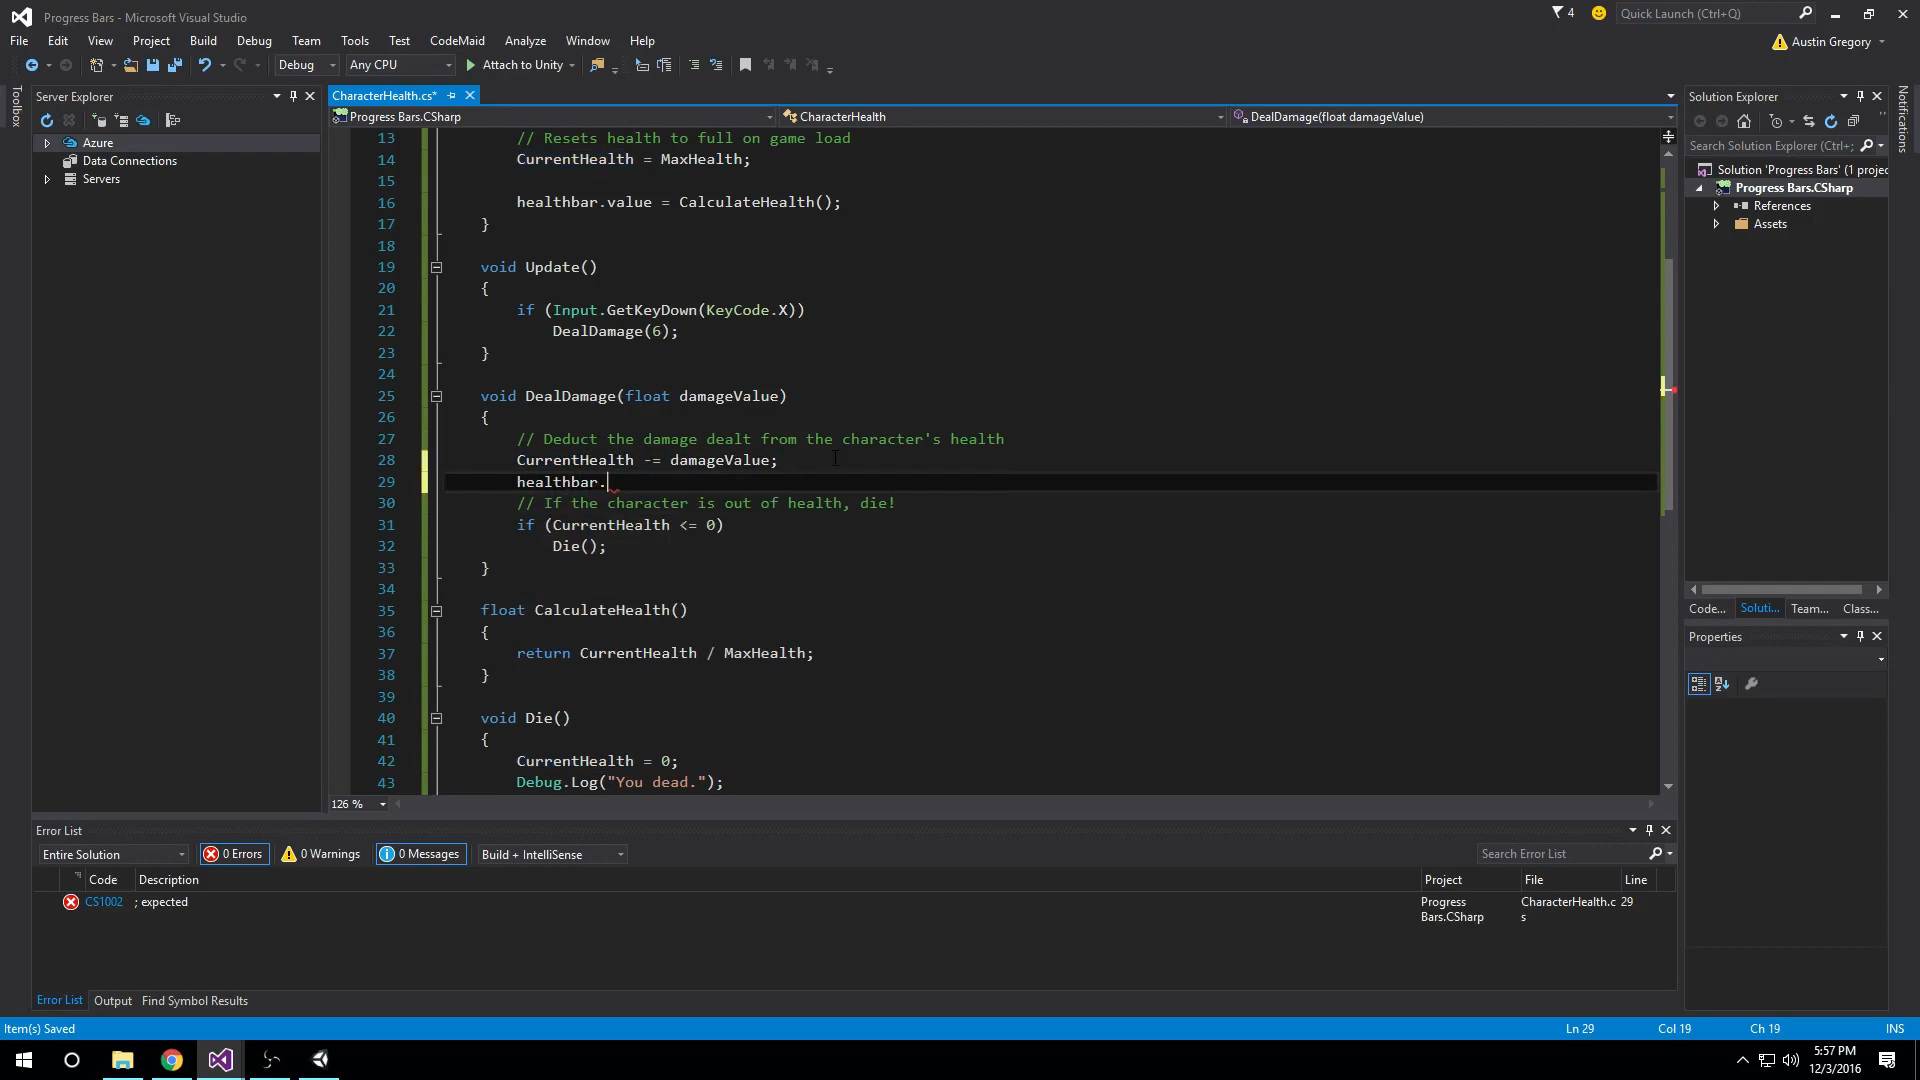 Progress Bars - Microsoft Visual Studio
4
Quick Launch (Ctrl+Q)
File Edit View Project Build Debug Team Tools Test CodeMaid Analyze Window Help
Austin Gregory
Debug
Any CPU
Attach to Unity
Toolbox
Server Explorer
Azure
Data Connections
Servers
CharacterHealth.cs*
Progress Bars.CSharp
CharacterHealth
DealDamage(float damageValue)
13 // Resets health to full on game load
14 CurrentHealth = MaxHealth;
15
16 healthbar.value = CalculateHealth();
17 }
18
19 void Update()
20 {
21 if (Input.GetKeyDown(KeyCode.X))
22 DealDamage(6);
23 }
24
25 void DealDamage(float damageValue)
26 {
27 // Deduct the damage dealt from the character's health
28 CurrentHealth -= damageValue;
29 healthbar.
30 // If the character is out of health, die!
31 if (CurrentHealth <= 0)
32 Die();
33 }
34
35 float CalculateHealth()
36 {
37 return CurrentHealth / MaxHealth;
38 }
39
40 void Die()
41 {
42 CurrentHealth = 0;
43 Debug.Log("You dead.");
126 %
Solution Explorer
Search Solution Explorer (Ctrl+;
Solution 'Progress Bars' (1 projec
Progress Bars.CSharp
References
Assets
Code... Soluti... Team... Class...
Properties
Notifications
Error List
Entire Solution
0 Errors
0 Warnings
0 Messages
Build + IntelliSense
Search Error List
Code Description Project File Line
CS1002 ; expected Progress CharacterHealth.c 29
Bars.CSharp s
Error List Output Find Symbol Results
Item(s) Saved
Ln 29 Col 19 Ch 19 INS
5:57 PM
12/3/2016